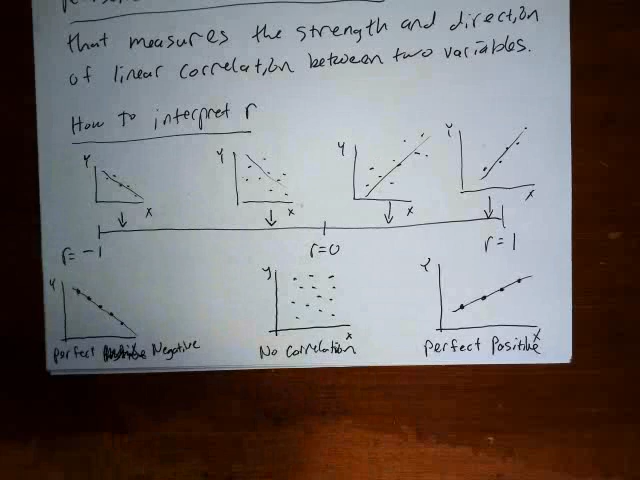 that measures the strength and direction
of linear correlation between two variables.
How to interpret r
Y Y Y Y
X X X X
r = -1 r=0 r = 1
Y Y Y
X X X
Perfect Negative No Correlation Perfect Positive